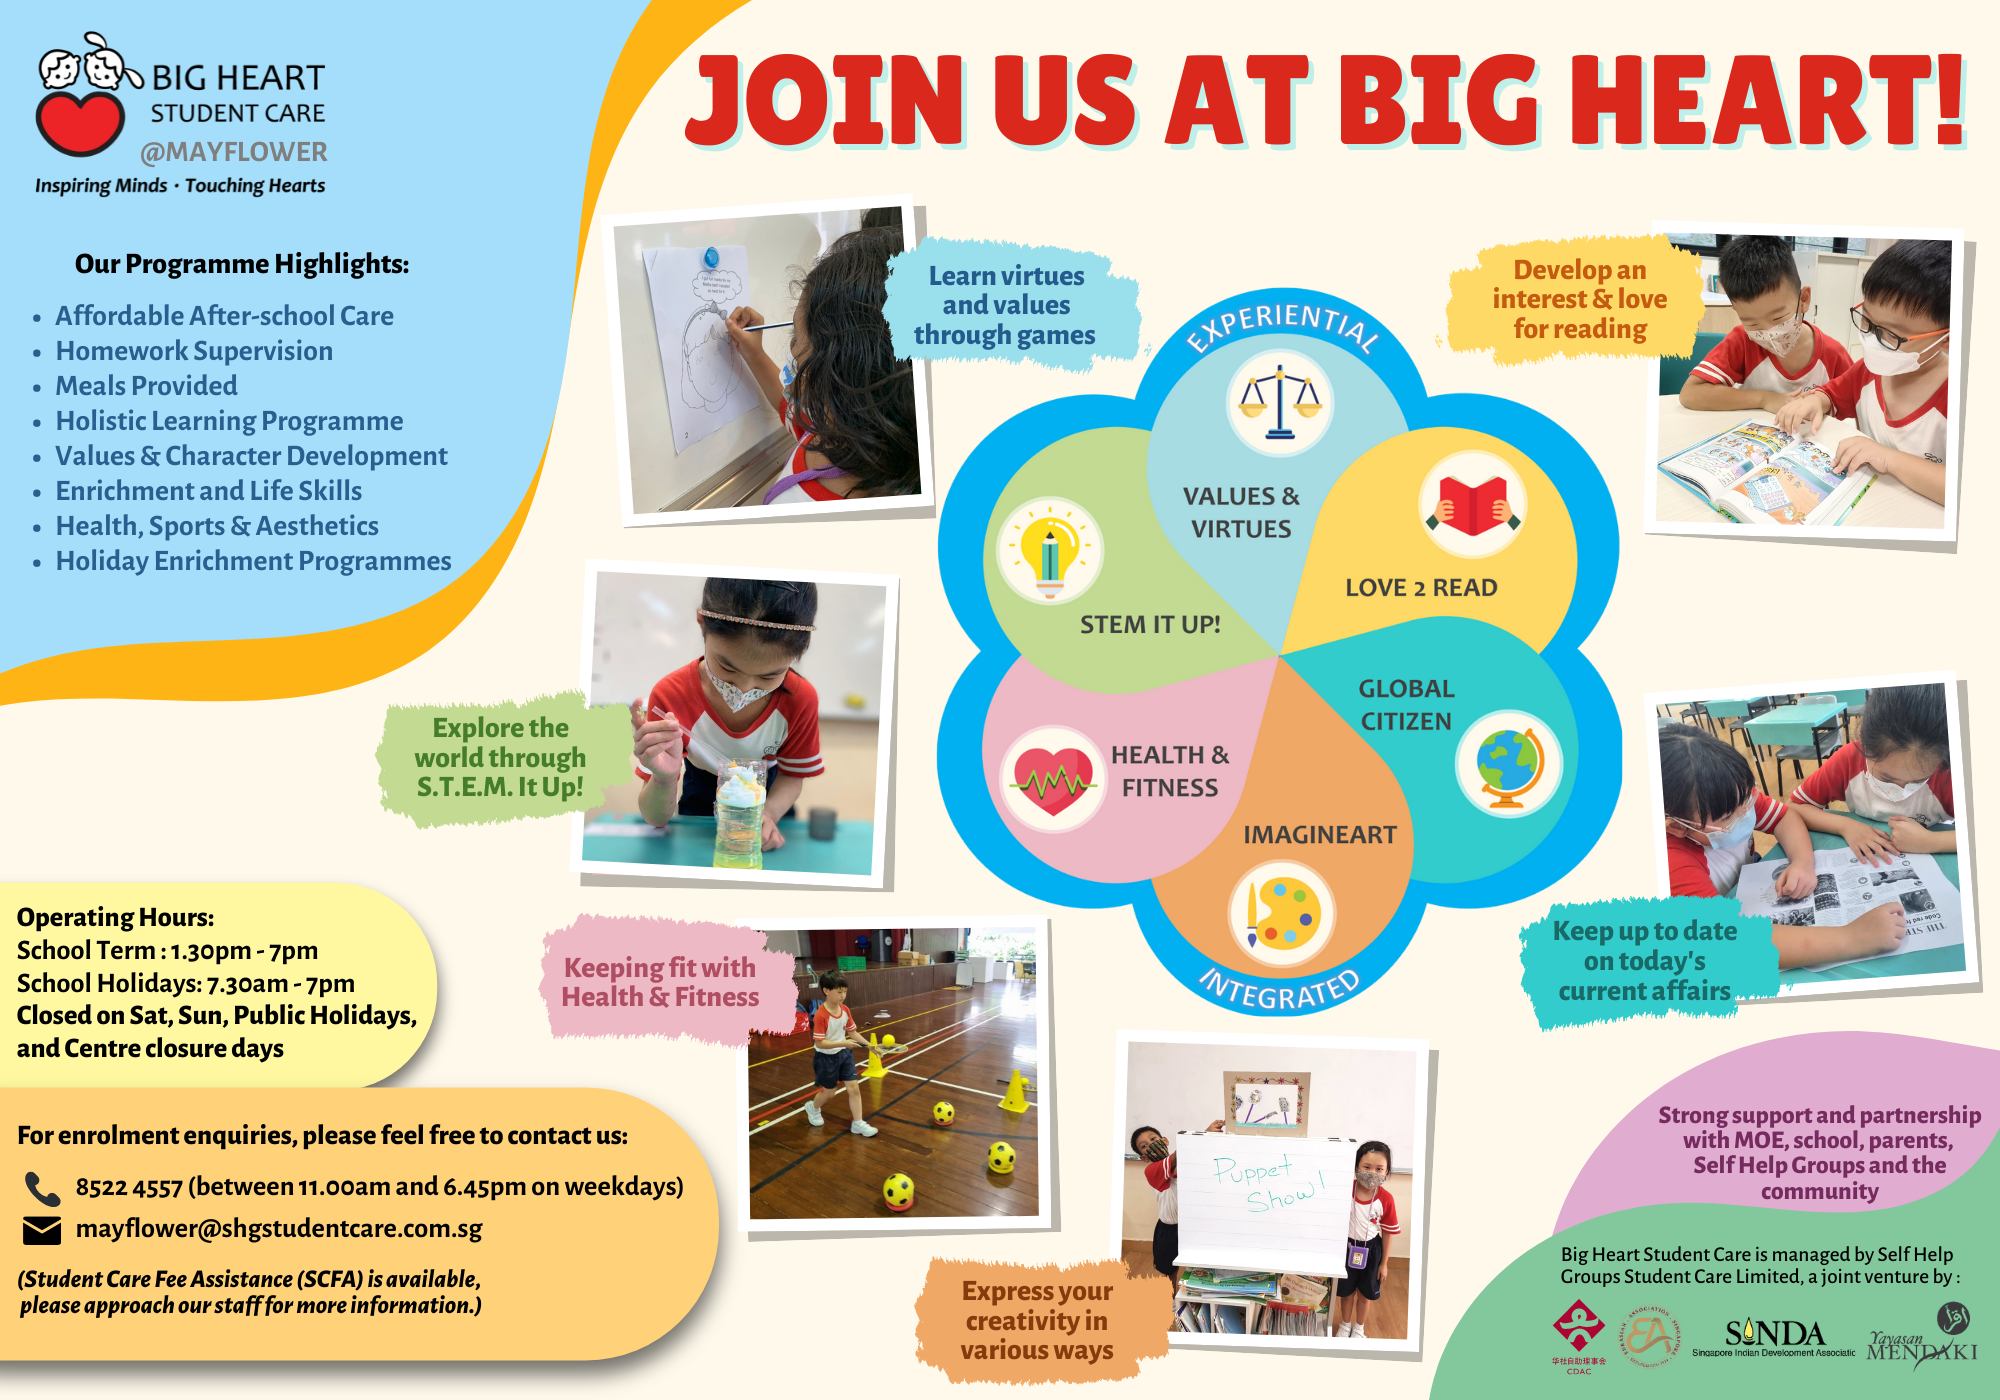 BIG HEART
STUDENT CARE
@MAYFLOWER
Inspiring Minds · Touching Hearts
JOIN US AT BIG HEART!
Our Programme Highlights:
• Affordable After-school Care
• Homework Supervision
• Meals Provided
• Holistic Learning Programme
• Values & Character Development
• Enrichment and Life Skills
• Health, Sports & Aesthetics
• Holiday Enrichment Programmes
Learn virtues
and values
through games
Develop an
interest & love
for reading
EXPERIENTIAL
VALUES &
VIRTUES
LOVE 2 READ
STEM IT UP!
GLOBAL
CITIZEN
HEALTH &
FITNESS
IMAGINEART
INTEGRATED
Explore the
world through
S.T.E.M. It Up!
Keeping fit with
Health & Fitness
Keep up to date
on today's
current affairs
Puppet
Show!
Express your
creativity in
various ways
Operating Hours:
School Term : 1.30pm - 7pm
School Holidays: 7.30am - 7pm
Closed on Sat, Sun, Public Holidays,
and Centre closure days
For enrolment enquiries, please feel free to contact us:
8522 4557 (between 11.00am and 6.45pm on weekdays)
mayflower@shgstudentcare.com.sg
(Student Care Fee Assistance (SCFA) is available,
please approach our staff for more information.)
Strong support and partnership
with MOE, school, parents,
Self Help Groups and the
community
Big Heart Student Care is managed by Self Help
Groups Student Care Limited, a joint venture by :
华社自助理事会
CDAC
EURASIAN ASSOCIATION SINGAPORE
EA
SINDA
Singapore Indian Development Associatic
Yayasan
MENDAKI